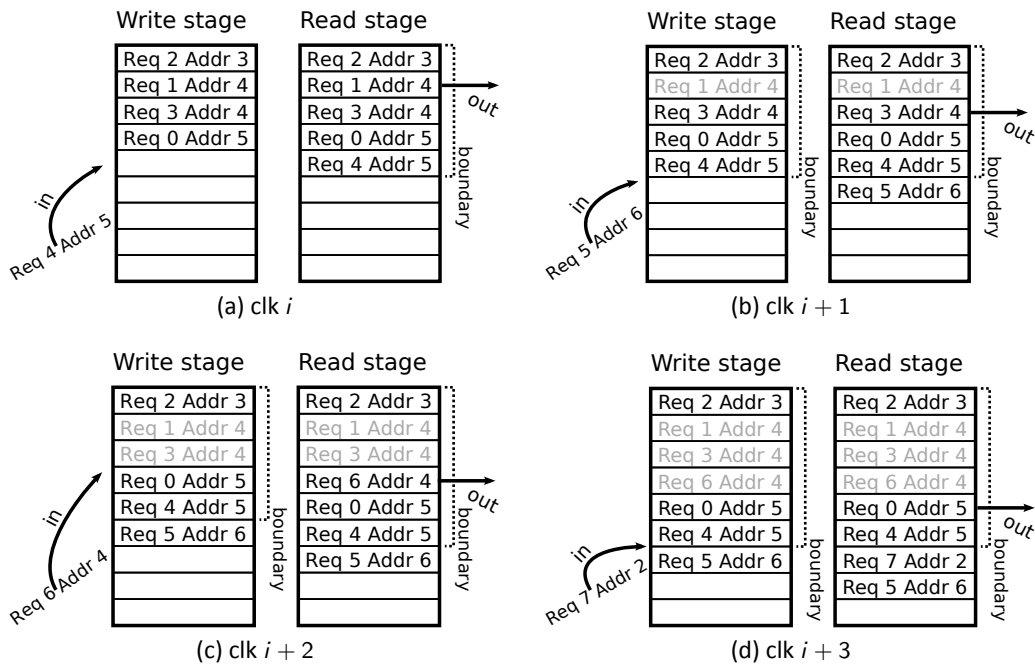 Write stage
Read stage
Req 2 Addr 3
Req 1 Addr 4
Req 3 Addr 4
Req 0 Addr 5
Req 2 Addr 3
Req 1 Addr 4
Req 3 Addr 4
Req 0 Addr 5
Req 4 Addr 5
in
Req 4 Addr 5
out
boundary
(a) clk i
Write stage
Read stage
Req 2 Addr 3
Req 1 Addr 4
Req 3 Addr 4
Req 0 Addr 5
Req 4 Addr 5
boundary
Req 2 Addr 3
Req 1 Addr 4
Req 3 Addr 4
Req 0 Addr 5
Req 4 Addr 5
Req 5 Addr 6
in
Req 5 Addr 6
out
boundary
(b) clk i + 1
Write stage
Read stage
Req 2 Addr 3
Req 1 Addr 4
Req 3 Addr 4
Req 0 Addr 5
Req 4 Addr 5
Req 5 Addr 6
boundary
Req 2 Addr 3
Req 1 Addr 4
Req 3 Addr 4
Req 6 Addr 4
Req 0 Addr 5
Req 4 Addr 5
Req 5 Addr 6
in
Req 6 Addr 4
out
boundary
(c) clk i + 2
Write stage
Read stage
Req 2 Addr 3
Req 1 Addr 4
Req 3 Addr 4
Req 6 Addr 4
Req 0 Addr 5
Req 4 Addr 5
Req 5 Addr 6
boundary
Req 2 Addr 3
Req 1 Addr 4
Req 3 Addr 4
Req 6 Addr 4
Req 0 Addr 5
Req 4 Addr 5
Req 7 Addr 2
Req 5 Addr 6
in
Req 7 Addr 2
out
boundary
(d) clk i + 3